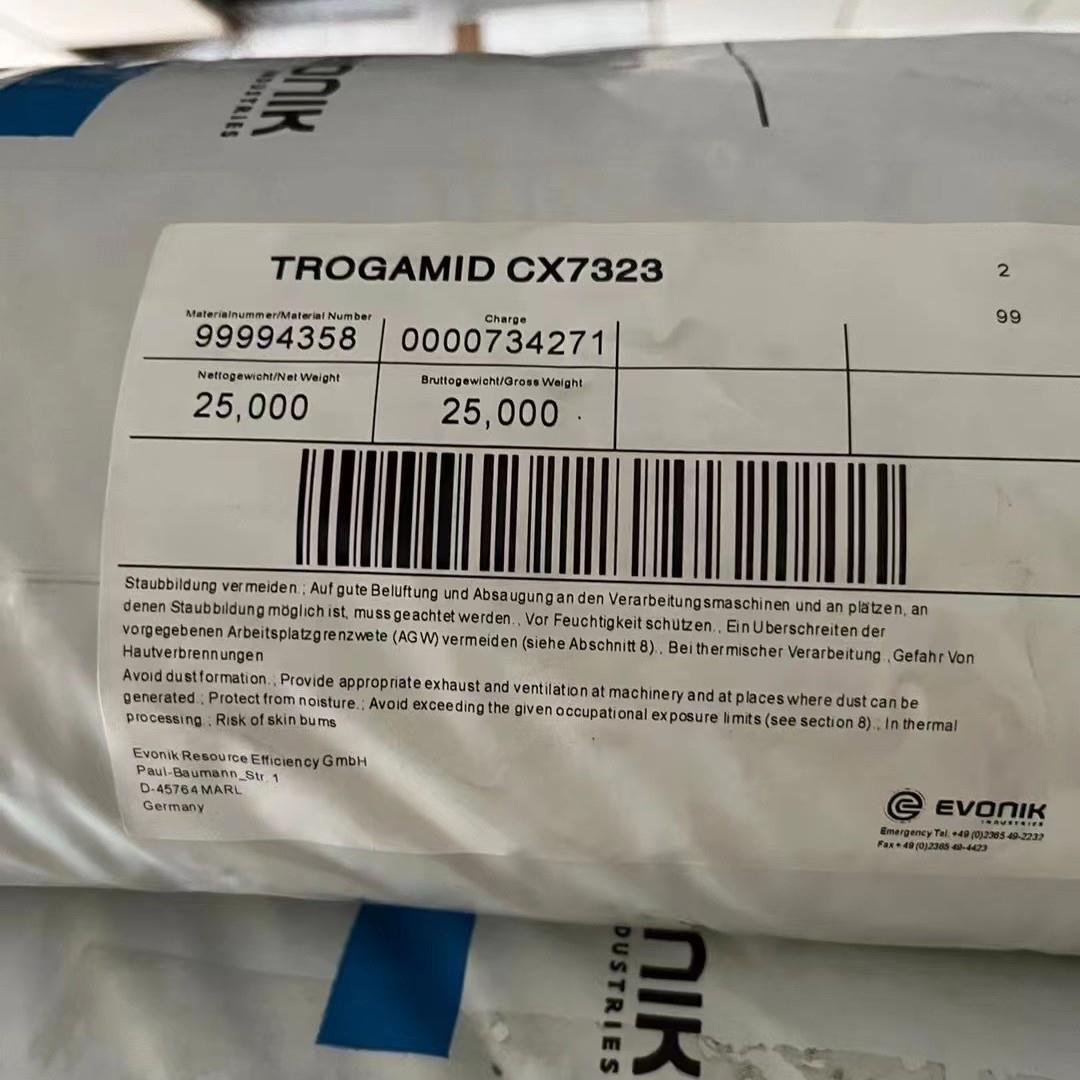 ONIK
INDUSTRIES
TROGAMID CX7323
2
99
Materialnummer/Material Number
99994358
Charge
0000734271
Nettogewicht/Net Weight
25,000
Bruttogewicht/Gross Weight
25,000
Staubbildung vermeiden.; Auf gute Belüftung und Absaugung an den Verarbeitungsmaschinen und an plätzen, an
denen Staubbildung möglich ist, muss geachtet werden., Vor Feuchtigkeit schützen., Ein Uberschreiten der
vorgegebenen Arbeitsplatzgrenzwete (AGW) vermeiden (siehe Abschnitt 8)., Bei thermischer Verarbeitung., Gefahr Von
Hautverbrennungen
Avoid dust formation.; Provide appropriate exhaust and ventilation at machinery and at places where dust can be
generated.; Protect from noisture.; Avoid exceeding the given occupational exposure limits (see section 8).; In thermal
processing.; Risk of skin bums
Evonik Resource Efficiency GmbH
Paul-Baumann_Str. 1
D-45764 MARL
Germany
EVONIK
INDUSTRIES
Emergency Tel. +49 (0)2365 49-2232
Fax + 49 (0)2365 49-4423
NIK
DUSTRIES